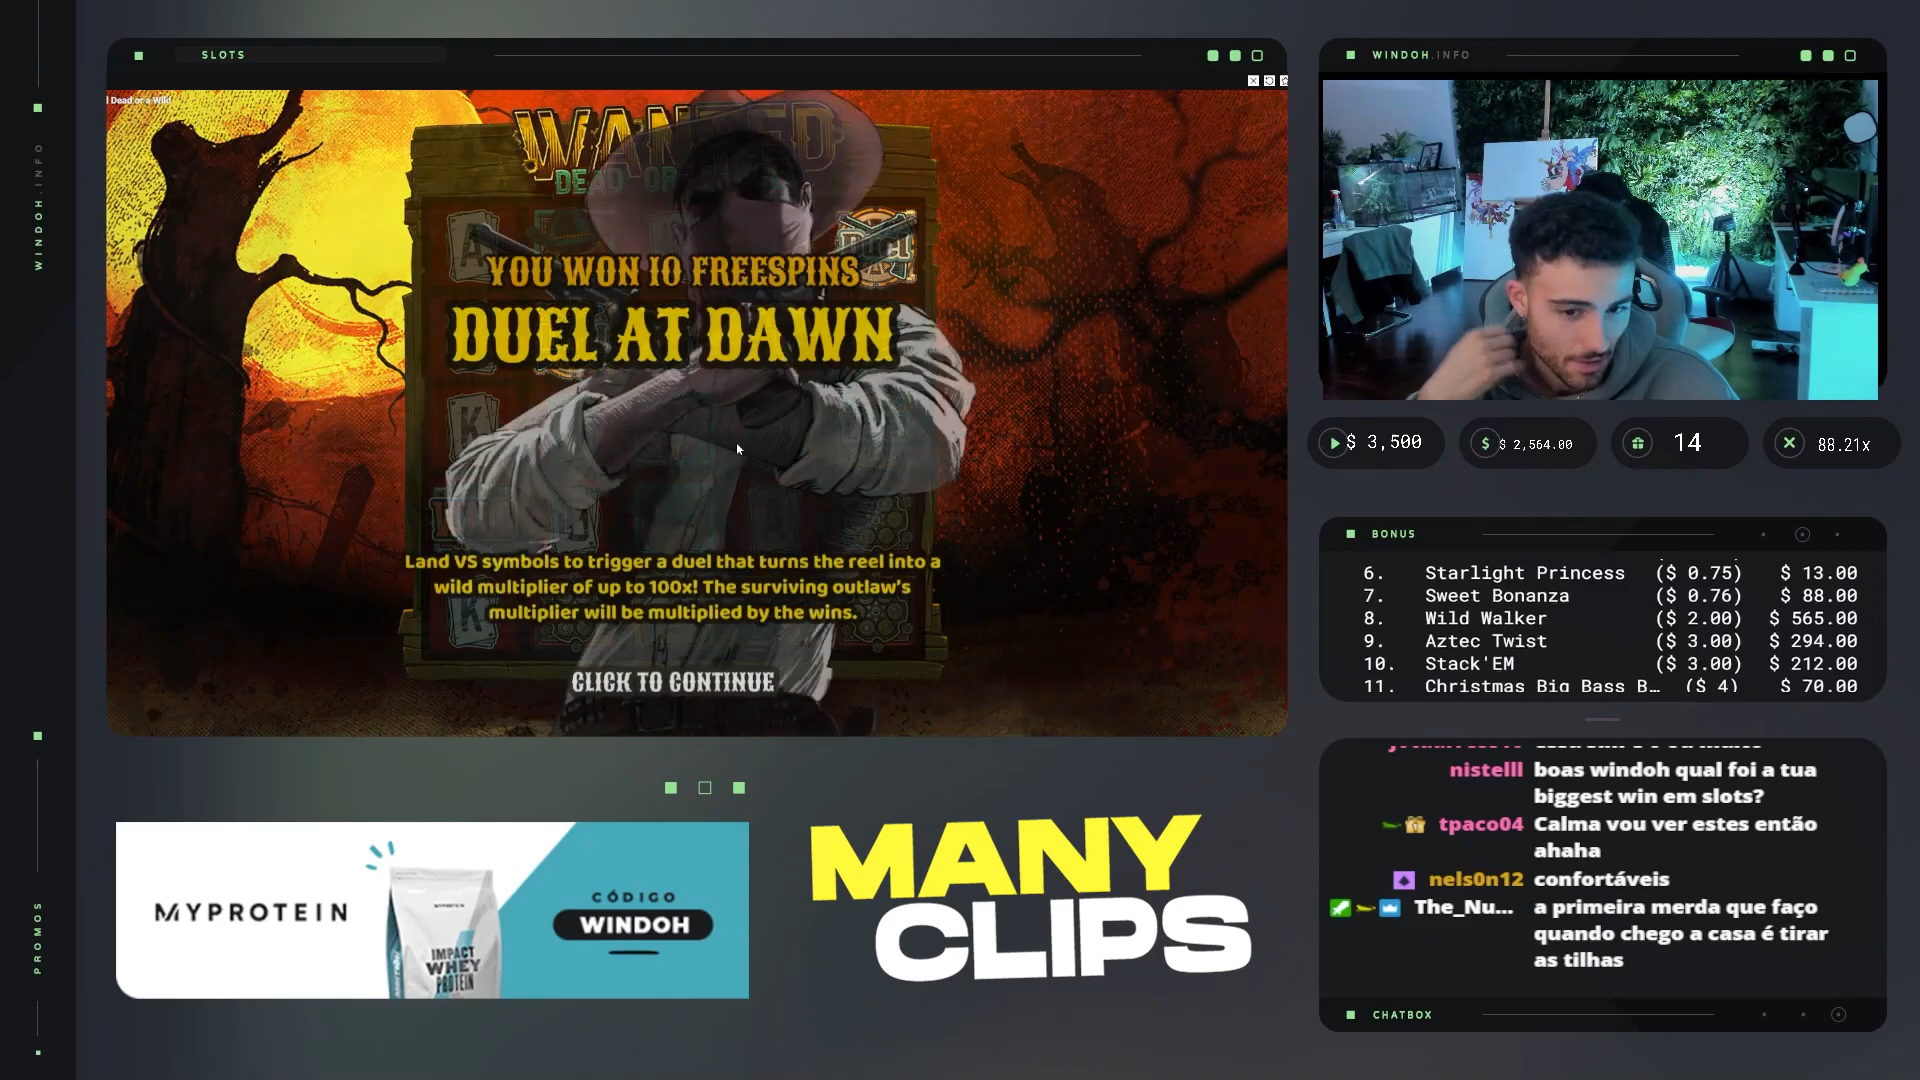 SLOTS
l Dead or a Wild
WANTED
DEAD OR
DUEL
YOU WON 10 FREESPINS
DUEL AT DAWN
Land VS symbols to trigger a duel that turns the reel into a
wild multiplier of up to 100x! The surviving outlaw's
multiplier will be multiplied by the wins.
CLICK TO CONTINUE
WINDOH.INFO
PROMOS
MYPROTEIN
IMPACT
WHEY
PROTEIN
CÓDIGO
WINDOH
MANY
CLIPS
WINDOH.INFO
$ 3,500
$ $ 2,564.00
14
88.21x
BONUS
6. Starlight Princess ($ 0.75) $ 13.00
7. Sweet Bonanza ($ 0.76) $ 88.00
8. Wild Walker ($ 2.00) $ 565.00
9. Aztec Twist ($ 3.00) $ 294.00
10. Stack'EM ($ 3.00) $ 212.00
11. Christmas Big Bass B… ($ 4) $ 70.00
nistelll boas windoh qual foi a tua
biggest win em slots?
tpaco04 Calma vou ver estes então
ahaha
nels0n12 confortáveis
The_Nu... a primeira merda que faço
quando chego a casa é tirar
as tilhas
CHATBOX